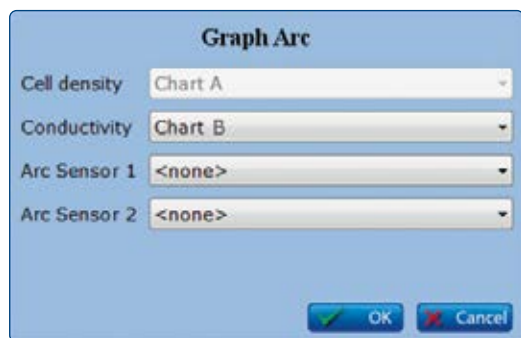 Graph Arc
Cell density Chart A
Conductivity Chart B
Arc Sensor 1 <none>
Arc Sensor 2 <none>
OK Cancel